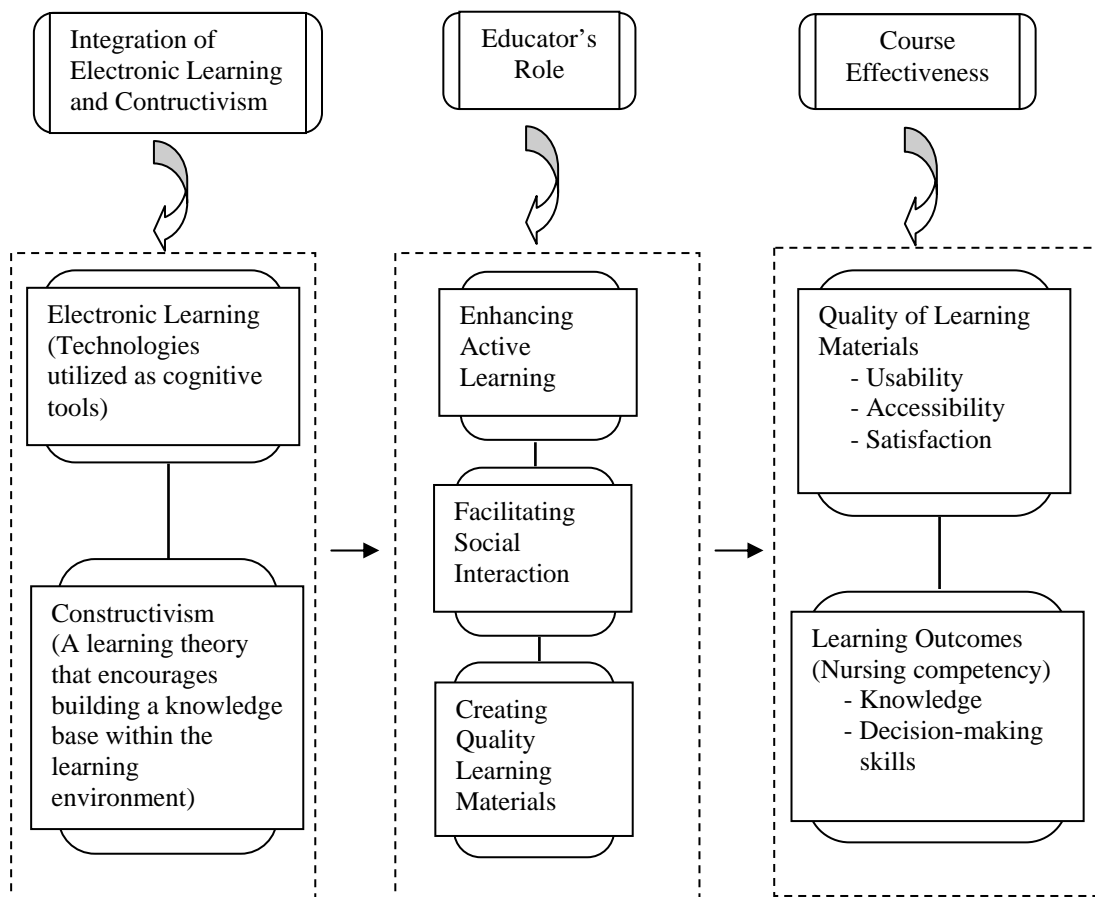 Integration of
Electronic Learning
and Contructivism
Educator's
Role
Course
Effectiveness
Electronic Learning
(Technologies
utilized as cognitive
tools)
Constructivism
(A learning theory
that encourages
building a knowledge
base within the
learning
environment)
Enhancing
Active
Learning
Facilitating
Social
Interaction
Creating
Quality
Learning
Materials
Quality of Learning
Materials
- Usability
- Accessibility
- Satisfaction
Learning Outcomes
(Nursing competency)
- Knowledge
- Decision-making
skills